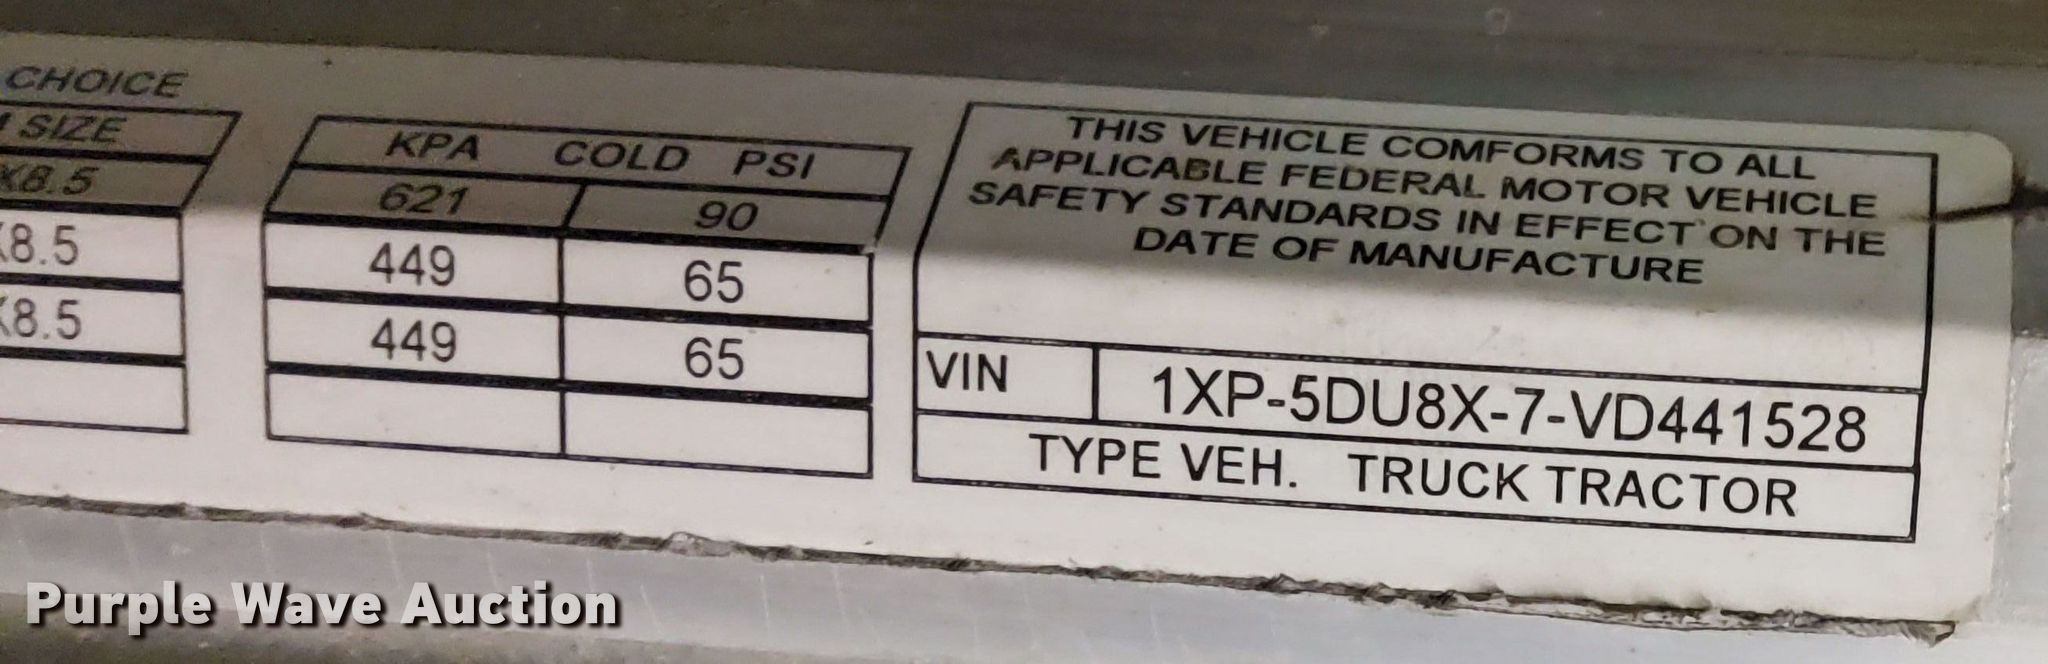 CHOICE
SIZE
X8.5
8.5
8.5
KPA COLD PSI
621 90
449 65
449 65
THIS VEHICLE COMFORMS TO ALL
APPLICABLE FEDERAL MOTOR VEHICLE
SAFETY STANDARDS IN EFFECT ON THE
DATE OF MANUFACTURE
VIN 1XP-5DU8X-7-VD441528
TYPE VEH. TRUCK TRACTOR
Purple Wave Auction